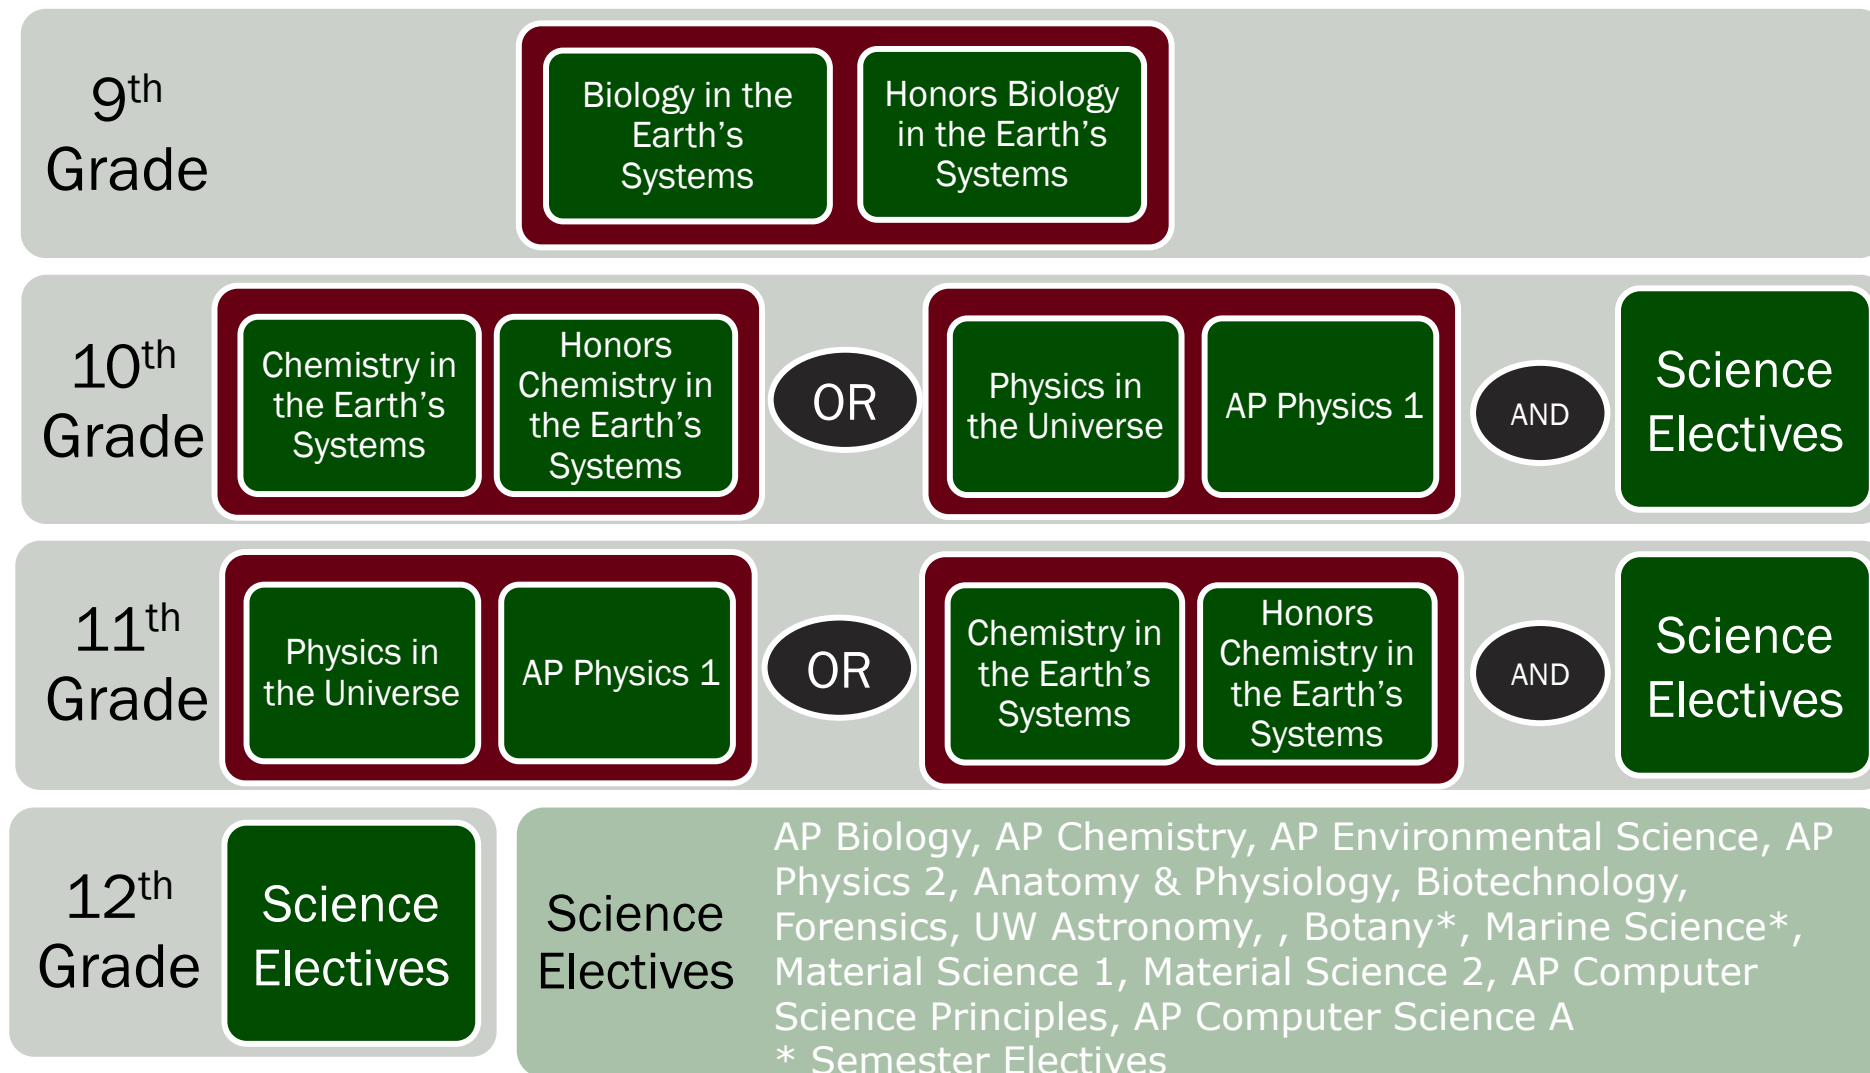 9th
Grade
Biology in the
Earth's
Systems
Honors Biology
in the Earth's
Systems
10th
Grade
Chemistry in
the Earth's
Systems
Honors
Chemistry in
the Earth's
Systems
OR
Physics in
the Universe
AP Physics 1
AND
Science
Electives
11th
Grade
Physics in
the Universe
AP Physics 1
OR
Chemistry in
the Earth's
Systems
Honors
Chemistry in
the Earth's
Systems
AND
Science
Electives
12th
Grade
Science
Electives
Science
Electives
AP Biology, AP Chemistry, AP Environmental Science, AP
Physics 2, Anatomy & Physiology, Biotechnology,
Forensics, UW Astronomy, , Botany*, Marine Science*,
Material Science 1, Material Science 2, AP Computer
Science Principles, AP Computer Science A
* Semester Electives